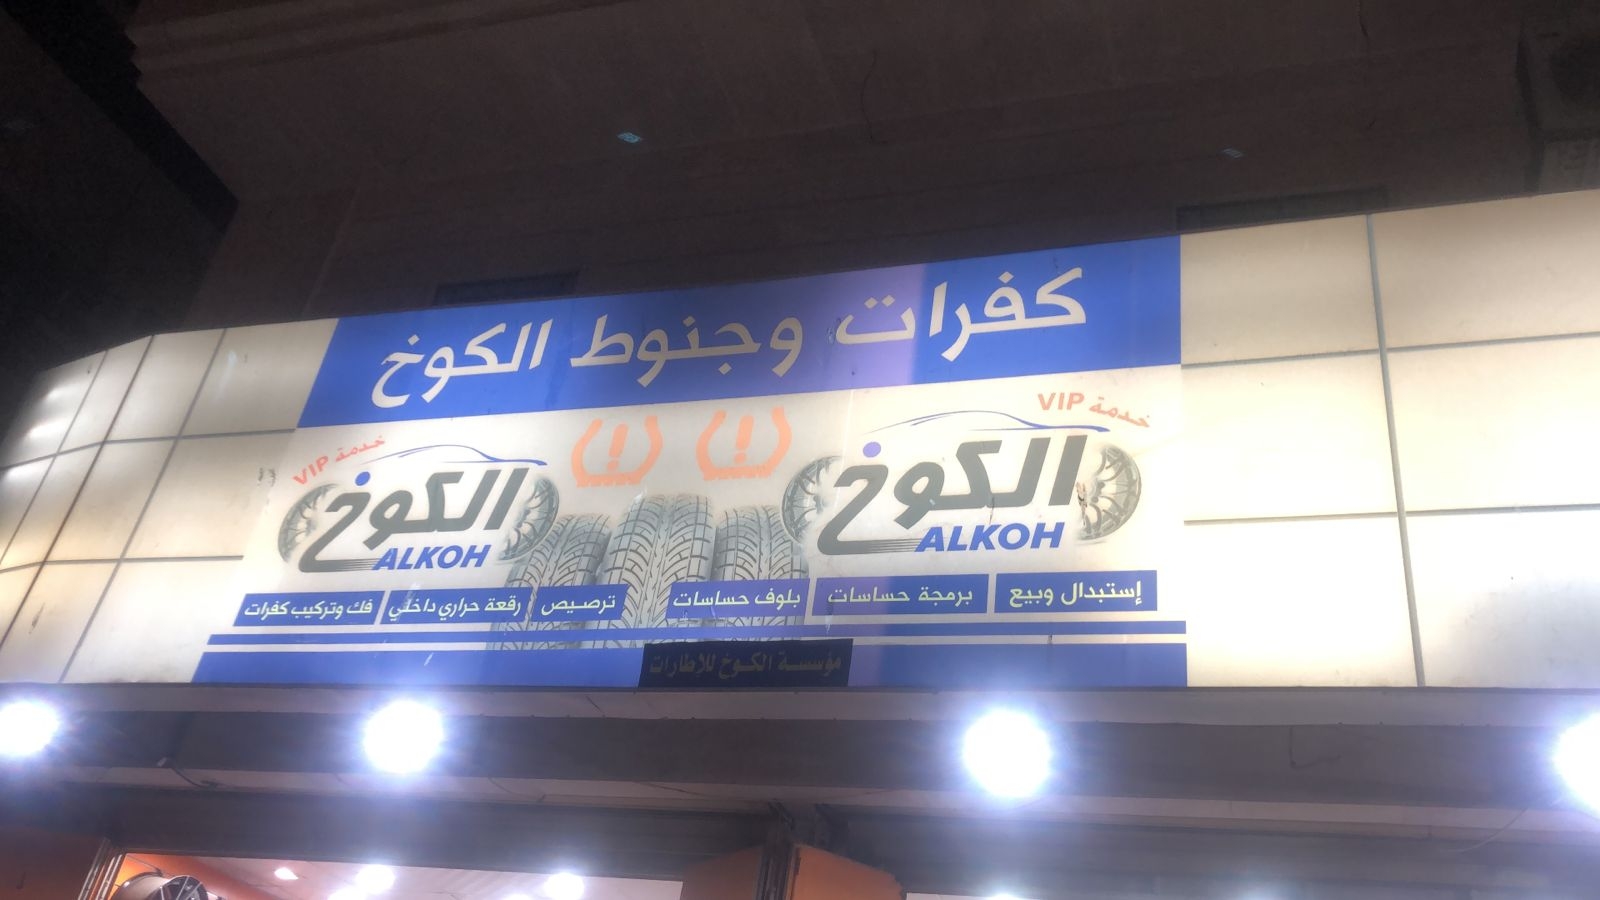 كفرات وجنوط الكوخ
خدمة VIP
الكوخ
ALKOH
خدمة VIP
الكوخ
ALKOH
إستبدال وبيع
برمجة حساسات
بلوف حساسات
ترصيص
رقعة حراري داخلي
فك وتركيب كفرات
مؤسسة الكوخ للإطارات